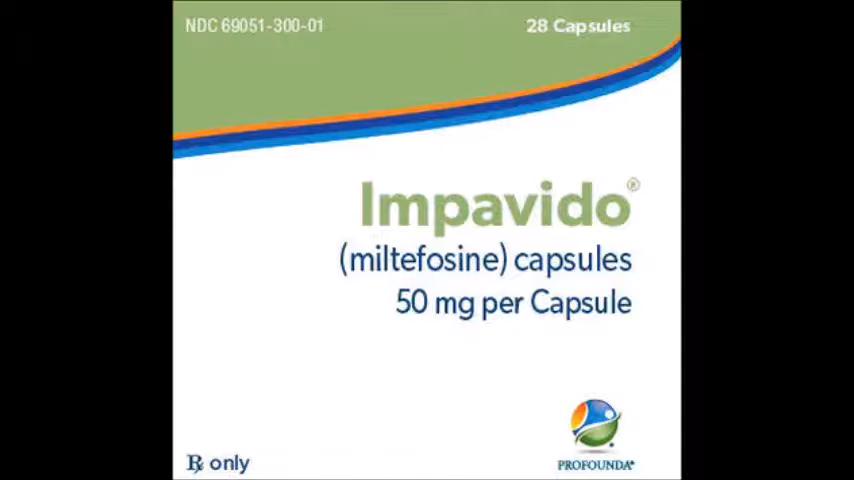 NDC 69051-300-01
28 Capsules
Impavido®
(miltefosine) capsules
50 mg per Capsule
℞ only
PROFOUNDA®